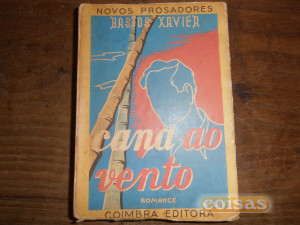 NOVOS PROSADORES
BASTOS XAVIER
cana ao
vento
ROMANCE
COIMBRA EDITORA
coisas